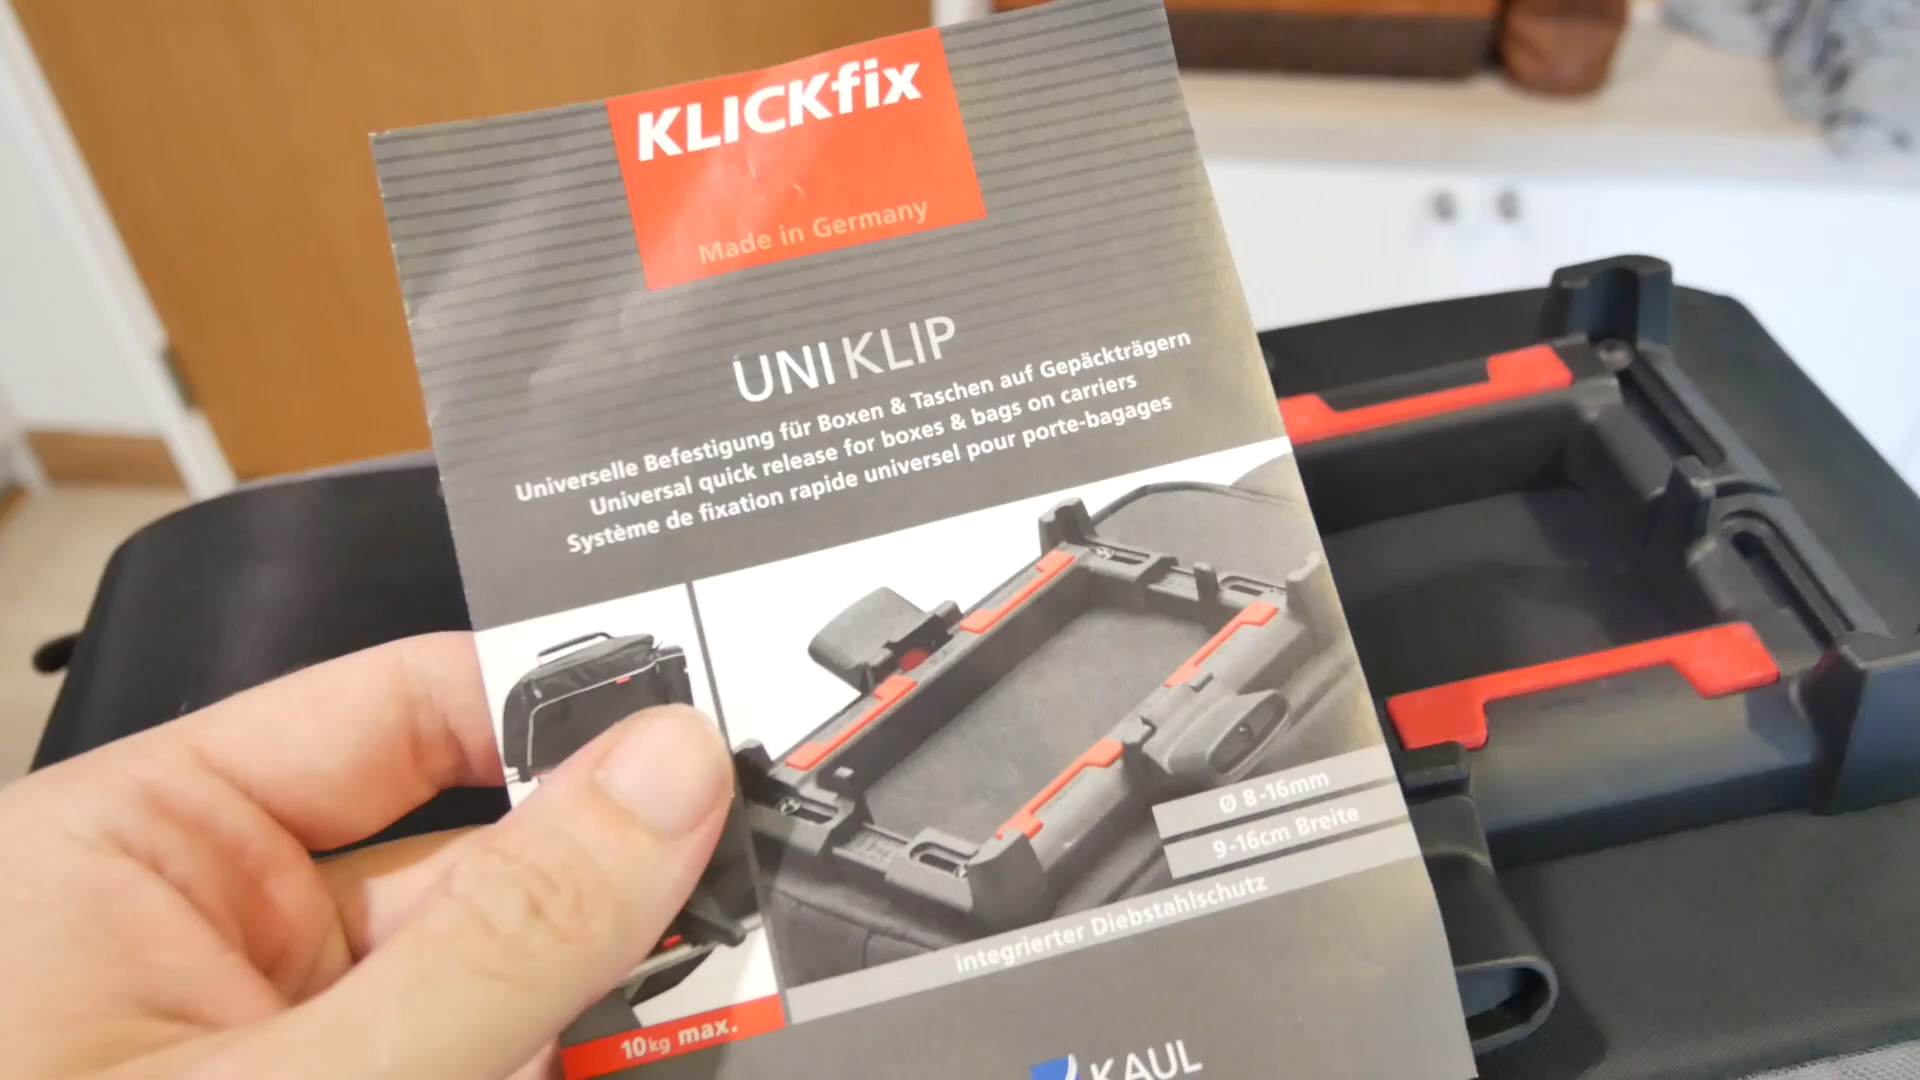 KLICKfix
Made in Germany
UNIKLIP
Universelle Befestigung für Boxen & Taschen auf Gepäckträgern
Universal quick release for boxes & bags on carriers
Système de fixation rapide universel pour porte-bagages
Ø 8-16mm
9-16cm Breite
integrierter Diebstahlschutz
10kg max.
KAUL